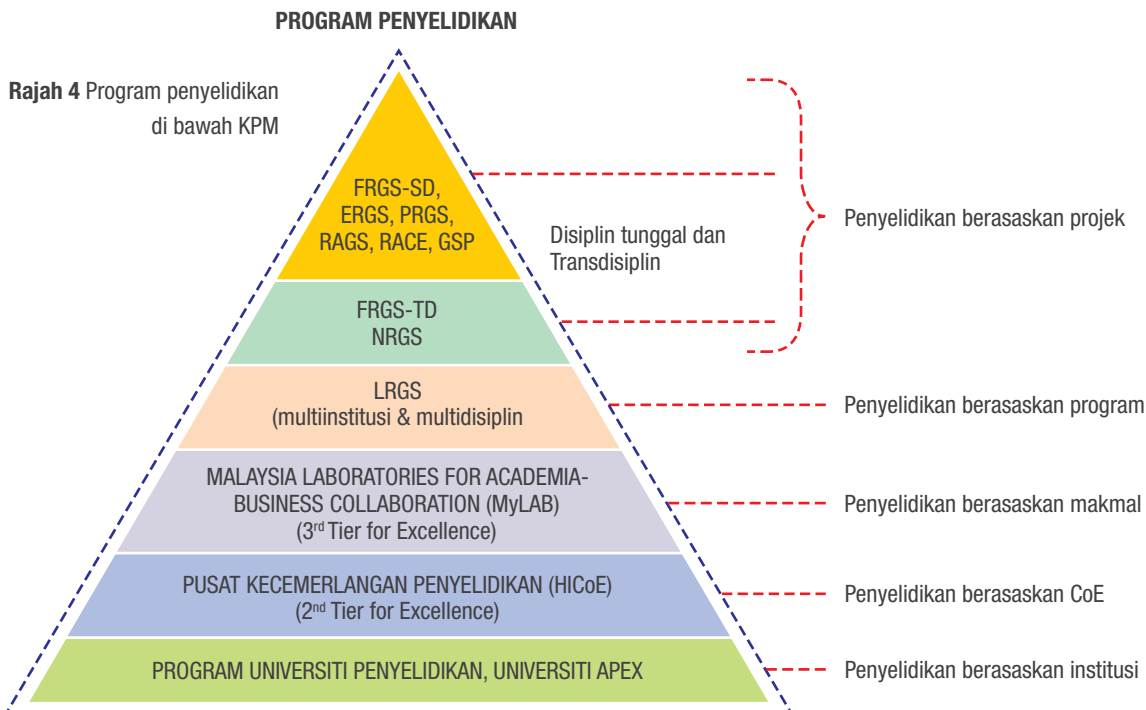 PROGRAM PENYELIDIKAN
Rajah 4 Program penyelidikan
di bawah KPM
FRGS-SD,
ERGS, PRGS,
RAGS, RACE, GSP
Disiplin tunggal dan
Transdisiplin
Penyelidikan berasaskan projek
FRGS-TD
NRGS
LRGS
(multiinstitusi & multidisiplin
Penyelidikan berasaskan program
MALAYSIA LABORATORIES FOR ACADEMIA-
BUSINESS COLLABORATION (MyLAB)
(3rd Tier for Excellence)
Penyelidikan berasaskan makmal
PUSAT KECEMERLANGAN PENYELIDIKAN (HICoE)
(2nd Tier for Excellence)
Penyelidikan berasaskan CoE
PROGRAM UNIVERSITI PENYELIDIKAN, UNIVERSITI APEX
Penyelidikan berasaskan institusi